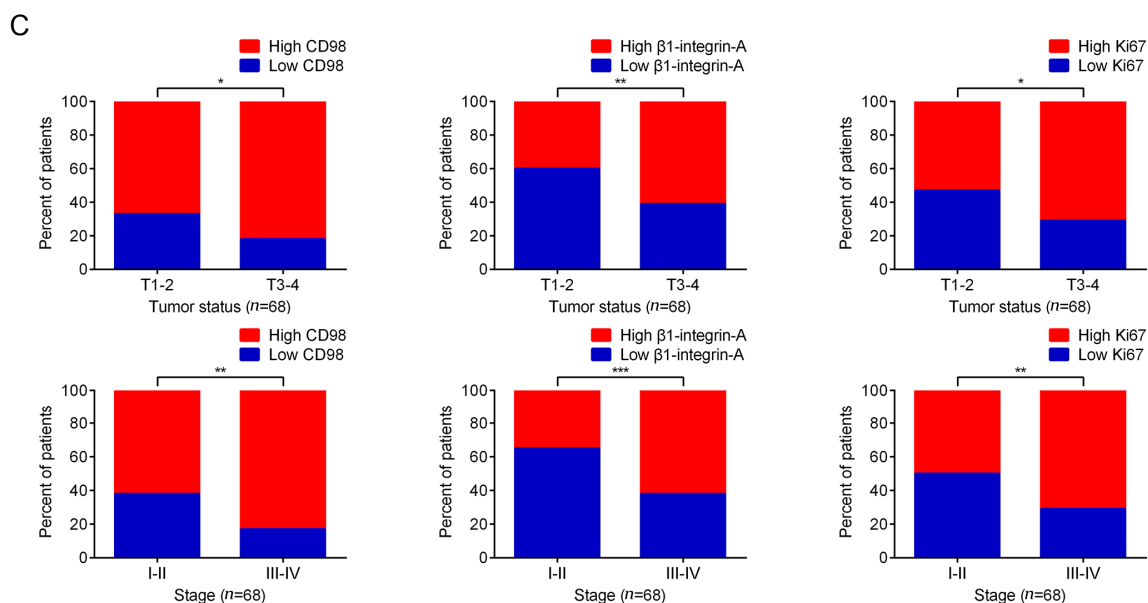 C
High CD98
Low CD98
*
Percent of patients
100
80
60
40
20
0
T1-2 T3-4
Tumor status (n=68)
High β1-integrin-A
Low β1-integrin-A
**
Percent of patients
100
80
60
40
20
0
T1-2 T3-4
Tumor status (n=68)
High Ki67
Low Ki67
*
Percent of patients
100
80
60
40
20
0
T1-2 T3-4
Tumor status (n=68)
High CD98
Low CD98
**
Percent of patients
100
80
60
40
20
0
I-II III-IV
Stage (n=68)
High β1-integrin-A
Low β1-integrin-A
***
Percent of patients
100
80
60
40
20
0
I-II III-IV
Stage (n=68)
High Ki67
Low Ki67
**
Percent of patients
100
80
60
40
20
0
I-II III-IV
Stage (n=68)